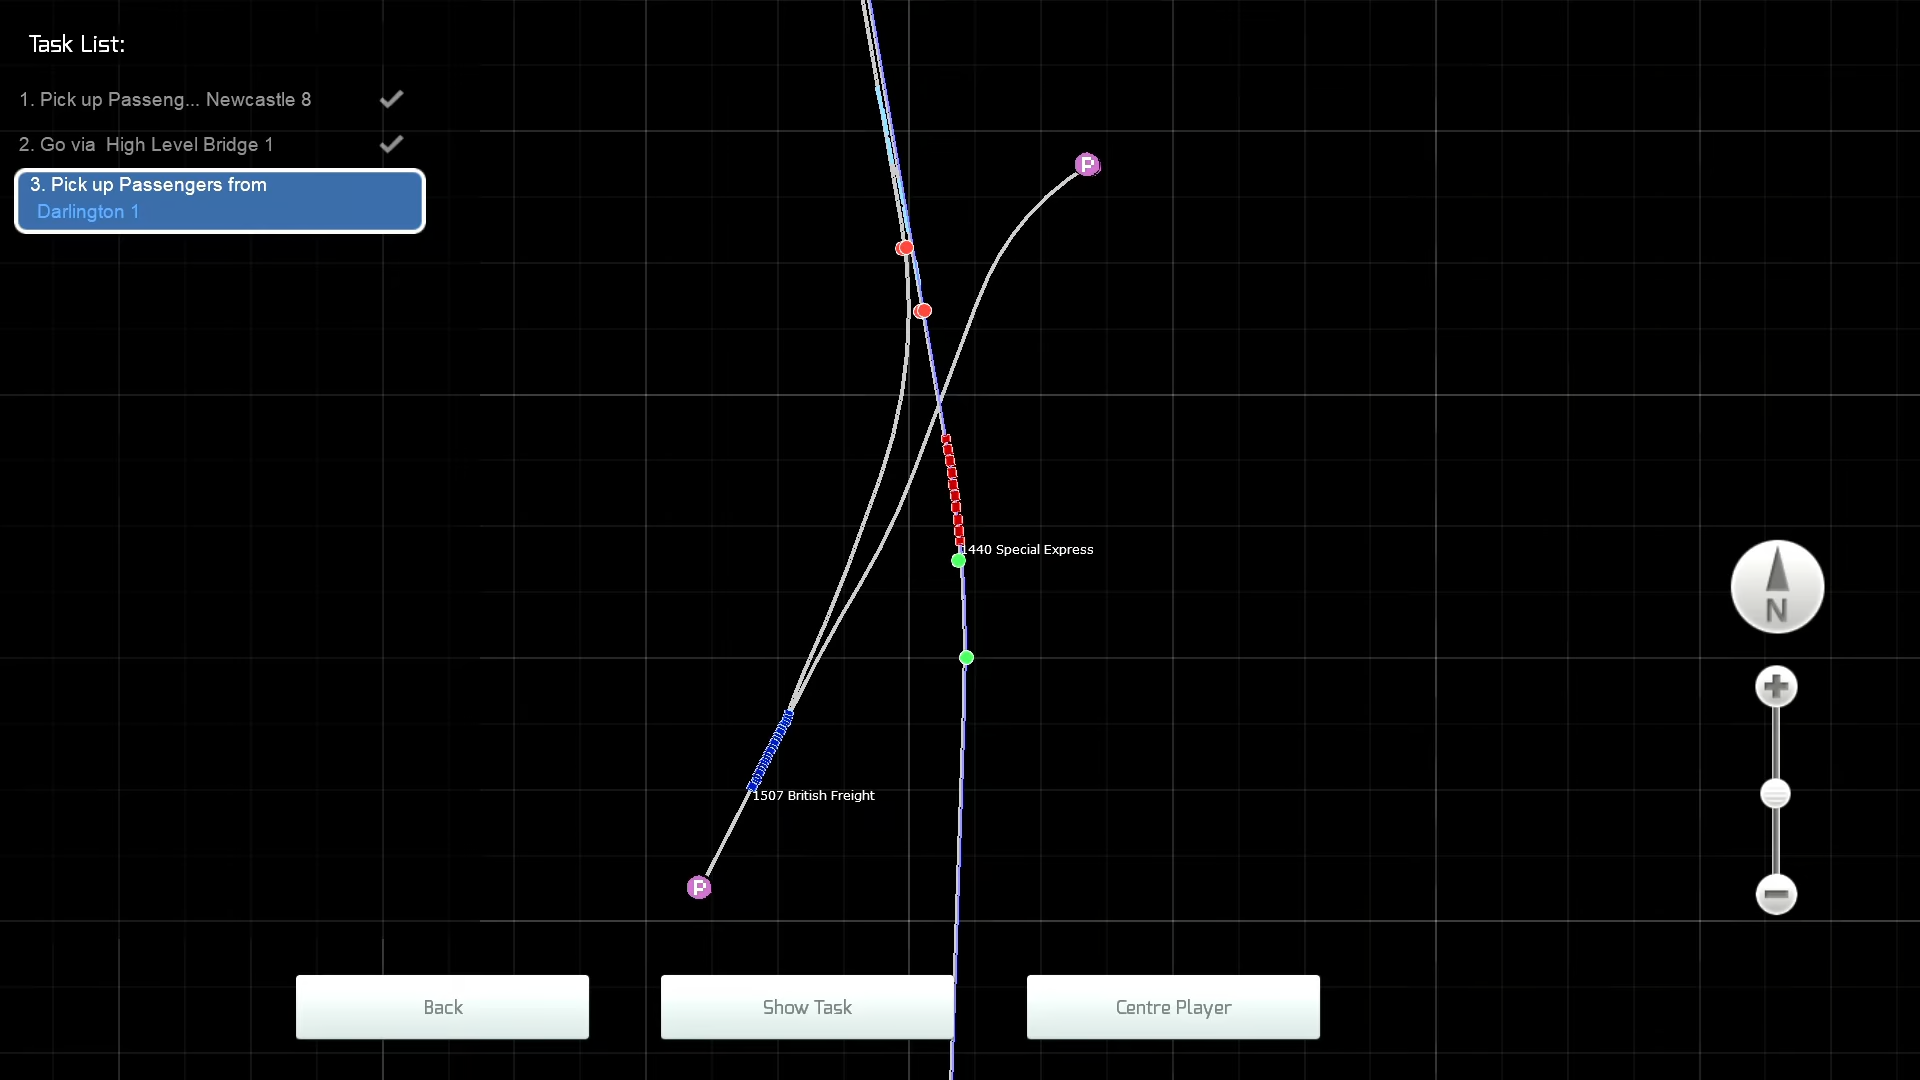 Task List:
1. Pick up Passeng... Newcastle 8
2. Go via  High Level Bridge 1
3. Pick up Passengers from
Darlington 1
P
1440 Special Express
N
1507 British Freight
P
Back
Show Task
Centre Player